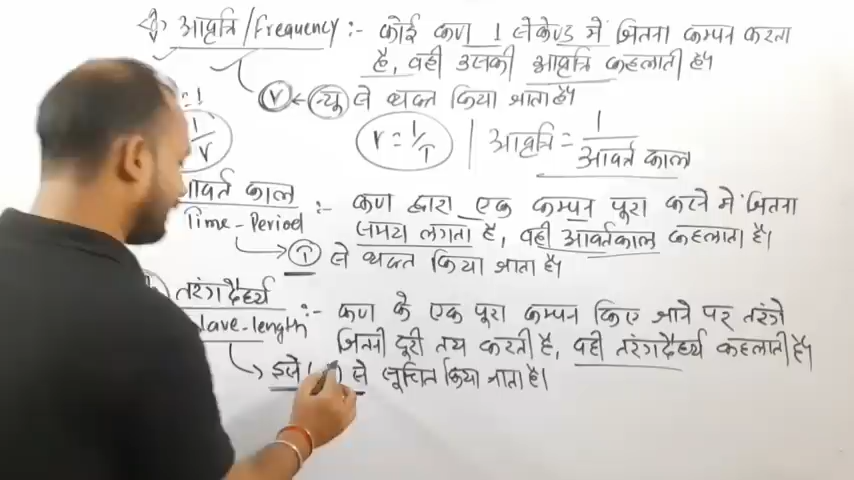 आवृत्ति/Frequency :- कोई कण 1 सेकेण्ड में जितना कम्पन करता
है, वही उसकी आवृत्ति कहलाती है।
ν ← न्यू से व्यक्त किया जाता है।
ν = 1/T | आवृत्ति = 1/आवर्त काल
1/ν
आवर्त काल
Time-Period :- कण द्वारा एक कम्पन पूरा करने में जितना
समय लगता है, वही आवर्तकाल कहलाता है।
T से व्यक्त किया जाता है।
तरंगदैर्ध्य
Wave-length :- कण के एक पूरा कम्पन किए जाने पर तरंगे
जितनी दूरी तय करती है, वही तरंगदैर्ध्य कहलाती है।
इसे से सूचित किया जाता है।